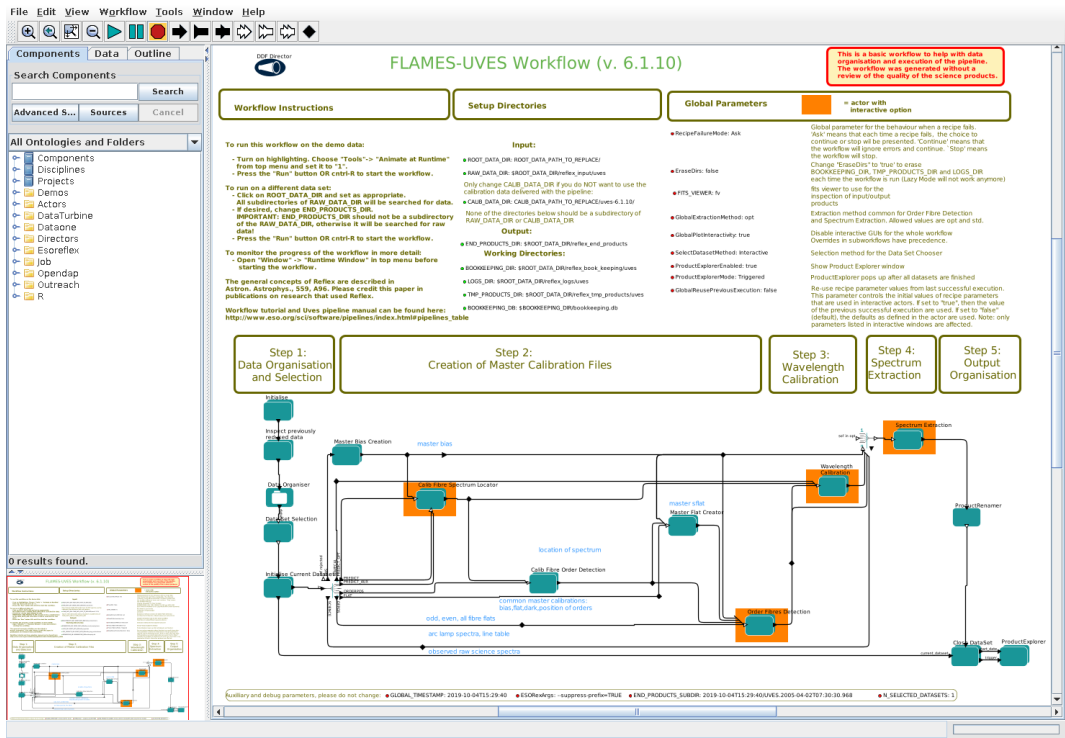 File Edit View Workflow Tools Window Help
Components Data Outline
Search Components
Search
Advanced S... Sources Cancel
All Ontologies and Folders
Components
Disciplines
Projects
Demos
Actors
DataTurbine
Dataone
Directors
Esoreflex
Job
Opendap
Outreach
R
0 results found.
DDF Director
FLAMES-UVES Workflow (v. 6.1.10)
This is a basic workflow to help with data
organisation and execution of the pipeline.
The workflow was generated without a
review of the quality of the science products.
Workflow Instructions
Setup Directories
Global Parameters
= actor with
interactive option
To run this workflow on the demo data:
- Turn on highlighting. Choose "Tools"-> "Animate at Runtime"
from top menu and set it to "1".
- Press the "Run" button OR cntrl-R to start the workflow.
To run on a different data set:
- Click on ROOT_DATA_DIR and set as appropriate.
- All subdirectories of RAW_DATA_DIR will be searched for data.
- If desired, change END_PRODUCTS_DIR.
IMPORTANT: END_PRODUCTS_DIR should not be a subdirectory
of the RAW_DATA_DIR, otherwise it will be searched for raw
data!
- Press the "Run" button OR cntrl-R to start the workflow.
To monitor the progress of the workflow in more detail:
- Open "Window" -> "Runtime Window" in top menu before
starting the workflow.
The general concepts of Reflex are described in
Astron. Astrophys., 559, A96. Please credit this paper in
publications on research that used Reflex.
Workflow tutorial and Uves pipeline manual can be found here:
http://www.eso.org/sci/software/pipelines/index.html#pipelines_table
Input:
ROOT_DATA_DIR: ROOT_DATA_PATH_TO_REPLACE/
RAW_DATA_DIR: $ROOT_DATA_DIR/reflex_input/uves
Only change CALIB_DATA_DIR if you do NOT want to use the
calibration data delivered with the pipeline:
CALIB_DATA_DIR: CALIB_DATA_PATH_TO_REPLACE/uves-6.1.10/
None of the directories below should be a subdirectory of
RAW_DATA_DIR or CALIB_DATA_DIR
Output:
END_PRODUCTS_DIR: $ROOT_DATA_DIR/reflex_end_products
Working Directories:
BOOKKEEPING_DIR: $ROOT_DATA_DIR/reflex_book_keeping/uves
LOGS_DIR: $ROOT_DATA_DIR/reflex_logs/uves
TMP_PRODUCTS_DIR: $ROOT_DATA_DIR/reflex_tmp_products/uves
BOOKKEEPING_DB: $BOOKKEEPING_DIR/bookkeeping.db
RecipeFailureMode: Ask
EraseDirs: false
FITS_VIEWER: fv
GlobalExtractionMethod: opt
GlobalPlotInteractivity: true
SelectDatasetMethod: Interactive
ProductExplorerEnabled: true
ProductExplorerMode: Triggered
GlobalReusePreviousExecution: false
Global parameter for the behaviour when a recipe fails.
'Ask' means that each time a recipe fails, the choice
to continue or stop wil be presented. 'Continue' means that
the workflow will ignore errors and continue. `Stop' means
the workflow will stop.
Change "EraseDirs" to 'true' to erase
BOOKKEEPING_DIR, TMP_PRODUCTS_DIR and LOGS_DIR
each time the workflow is run (Lazy Mode will not work anymore)
fits viewer to use for the
inspection of input/output
products
Extraction method common for Order Fibre Detection
and Spectrum Extraction. Allowed values are opt and std.
Disable interactive GUIs for the whole workflow
Overrides in subworkflows have precedence.
Selection method for the Data Set Chooser
Show Product Explorer window
ProductExplorer pops up after all datasets are finished
Re-use recipe parameter values from last successful execution.
This parameter controls the initial values of recipe parameters
that are used in interactive actors. If set to "true", then the value
of the previous successful execution are used. If set to "false"
(default), the defaults as defined in the actor are used. Note: only
parameters listed in interactive windows are affected.
Step 1:
Data Organisation
and Selection
Step 2:
Creation of Master Calibration Files
Step 3:
Wavelength
Calibration
Step 4:
Spectrum
Extraction
Step 5:
Output
Organisation
Initialise
Inspect previously
reduced data
Data Organiser
DataSet Selection
Initialise Current Dataset
Master Bias Creation
master bias
Calib Fibre Spectrum Locator
master sflat
Master Flat Creator
location of spectrum
Calib Fibre Order Detection
common master calibrations:
bias,flat,dark,position of orders
odd, even, all fibre flats
arc: lamp spectra, line table
observed raw science spectra
Order Fibres Detection
Wavelength
Calibration
Spectrum Extraction
ProductRenamer
current_dataset
Close DataSet
ProductExplorer
Auxiliary and debug parameters, please do not change:
GLOBAL_TIMESTAMP: 2019-10-04T15:29:40
ESORexArgs: --suppress-prefix=TRUE
END_PRODUCTS_SUBDIR: 2019-10-04T15:29:40/UVES.2005-04-02T07:30:30.968
N_SELECTED_DATASETS: 1